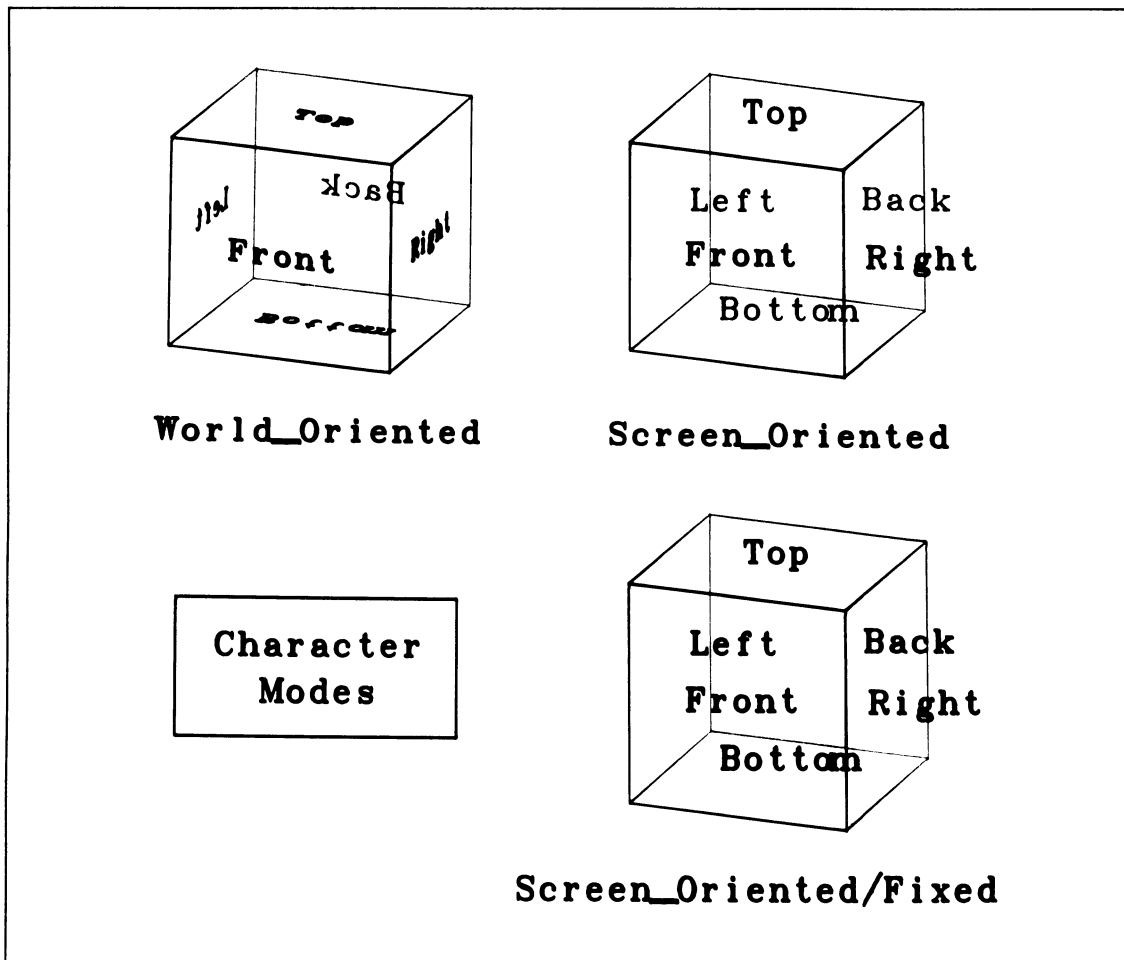 Top
Back
Left
Right
Front
Bottom
World_Oriented
Top
Left Back
Front Right
Bottom
Screen_Oriented
Character
Modes
Top
Left Back
Front Right
Bottom
Screen_Oriented/Fixed